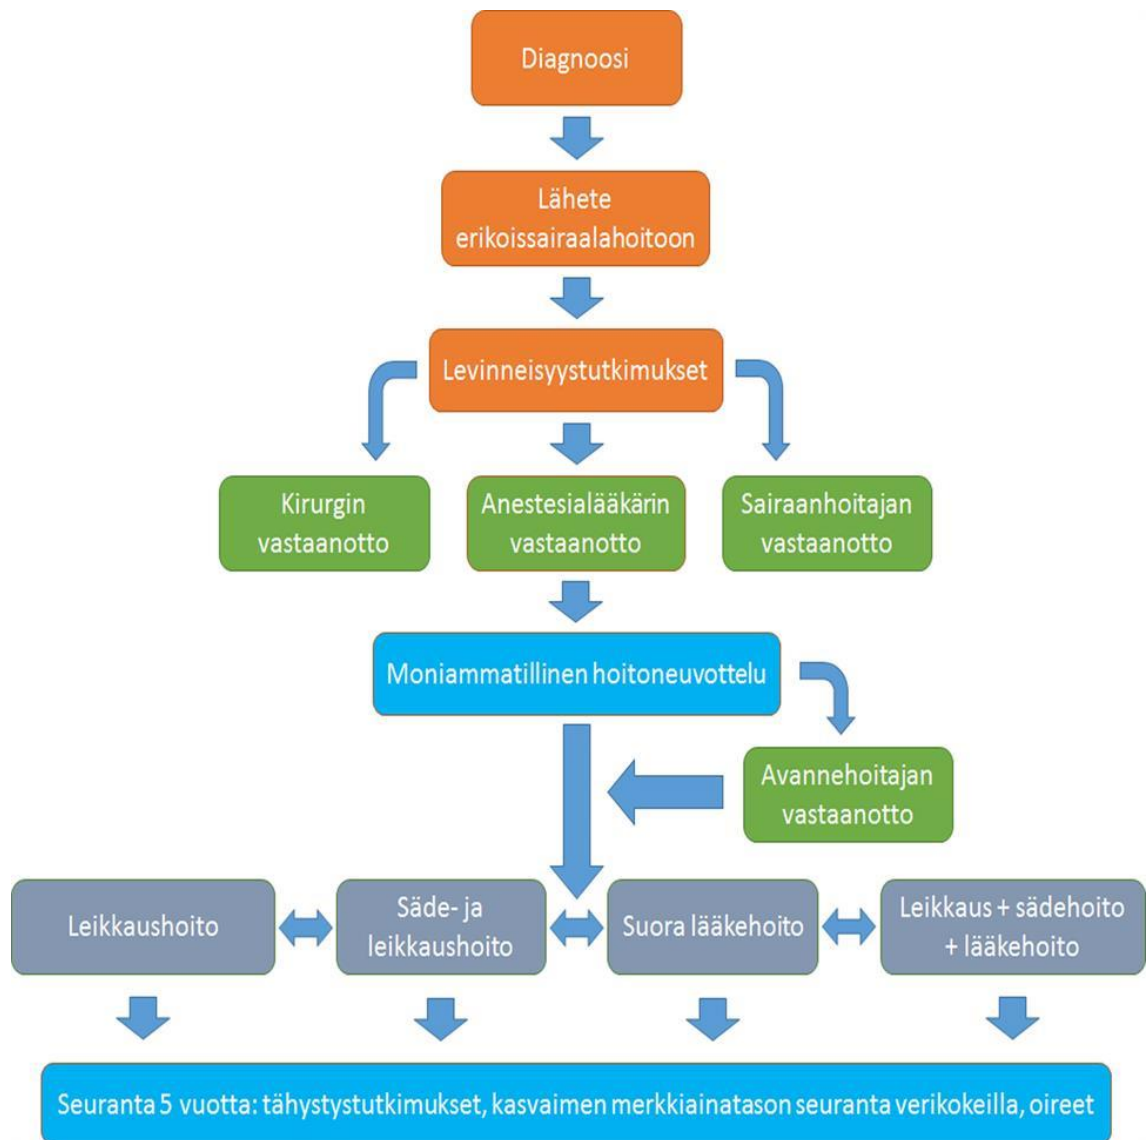 Diagnoosi
Lähete
erikoissairaalahoitoon
Levinneisyystutkimukset
Kirurgin
vastaanotto
Anestesialääkärin
vastaanotto
Sairaanhoitajan
vastaanotto
Moniammatillinen hoitoneuvottelu
Avannehoitajan
vastaanotto
Leikkaushoito
Säde- ja
leikkaushoito
Suora lääkehoito
Leikkaus + sädehoito
+ lääkehoito
Seuranta 5 vuotta: tähystystutkimukset, kasvaimen merkkiainatason seuranta verikokeilla, oireet